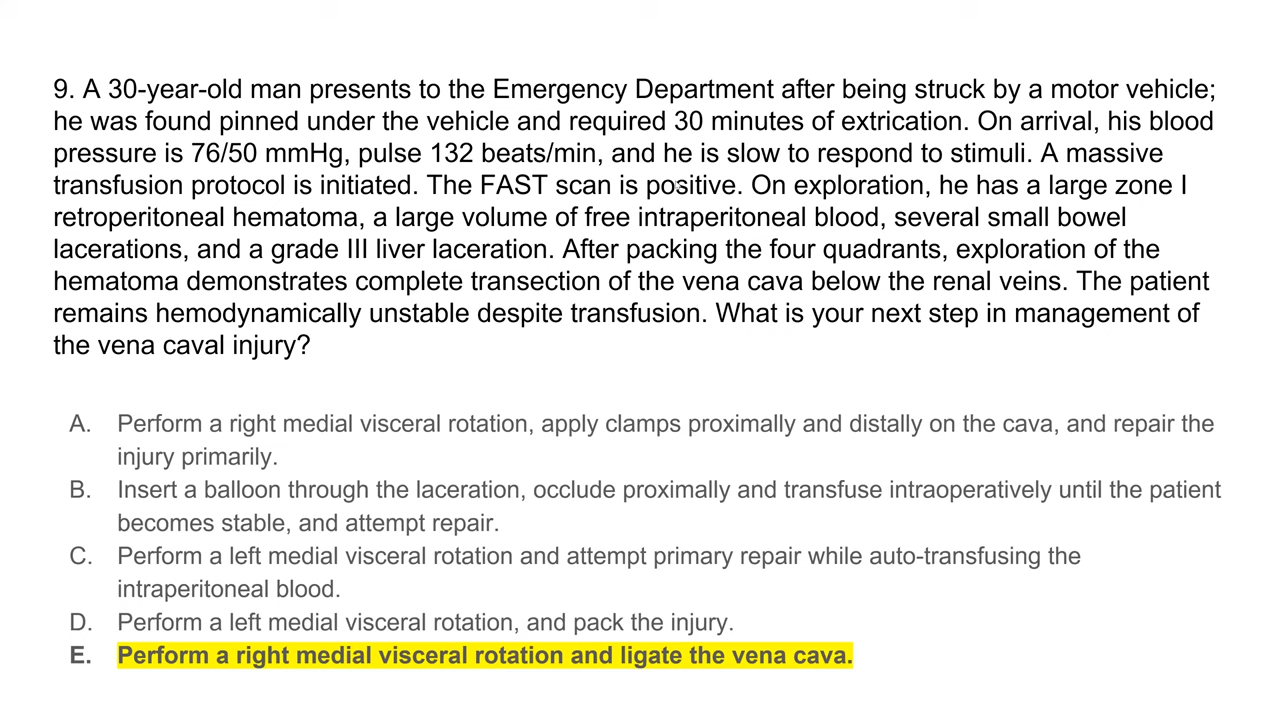 9. A 30-year-old man presents to the Emergency Department after being struck by a motor vehicle;
he was found pinned under the vehicle and required 30 minutes of extrication. On arrival, his blood
pressure is 76/50 mmHg, pulse 132 beats/min, and he is slow to respond to stimuli. A massive
transfusion protocol is initiated. The FAST scan is positive. On exploration, he has a large zone I
retroperitoneal hematoma, a large volume of free intraperitoneal blood, several small bowel
lacerations, and a grade III liver laceration. After packing the four quadrants, exploration of the
hematoma demonstrates complete transection of the vena cava below the renal veins. The patient
remains hemodynamically unstable despite transfusion. What is your next step in management of
the vena caval injury?
A. Perform a right medial visceral rotation, apply clamps proximally and distally on the cava, and repair the
injury primarily.
B. Insert a balloon through the laceration, occlude proximally and transfuse intraoperatively until the patient
becomes stable, and attempt repair.
C. Perform a left medial visceral rotation and attempt primary repair while auto-transfusing the
intraperitoneal blood.
D. Perform a left medial visceral rotation, and pack the injury.
E. Perform a right medial visceral rotation and ligate the vena cava.